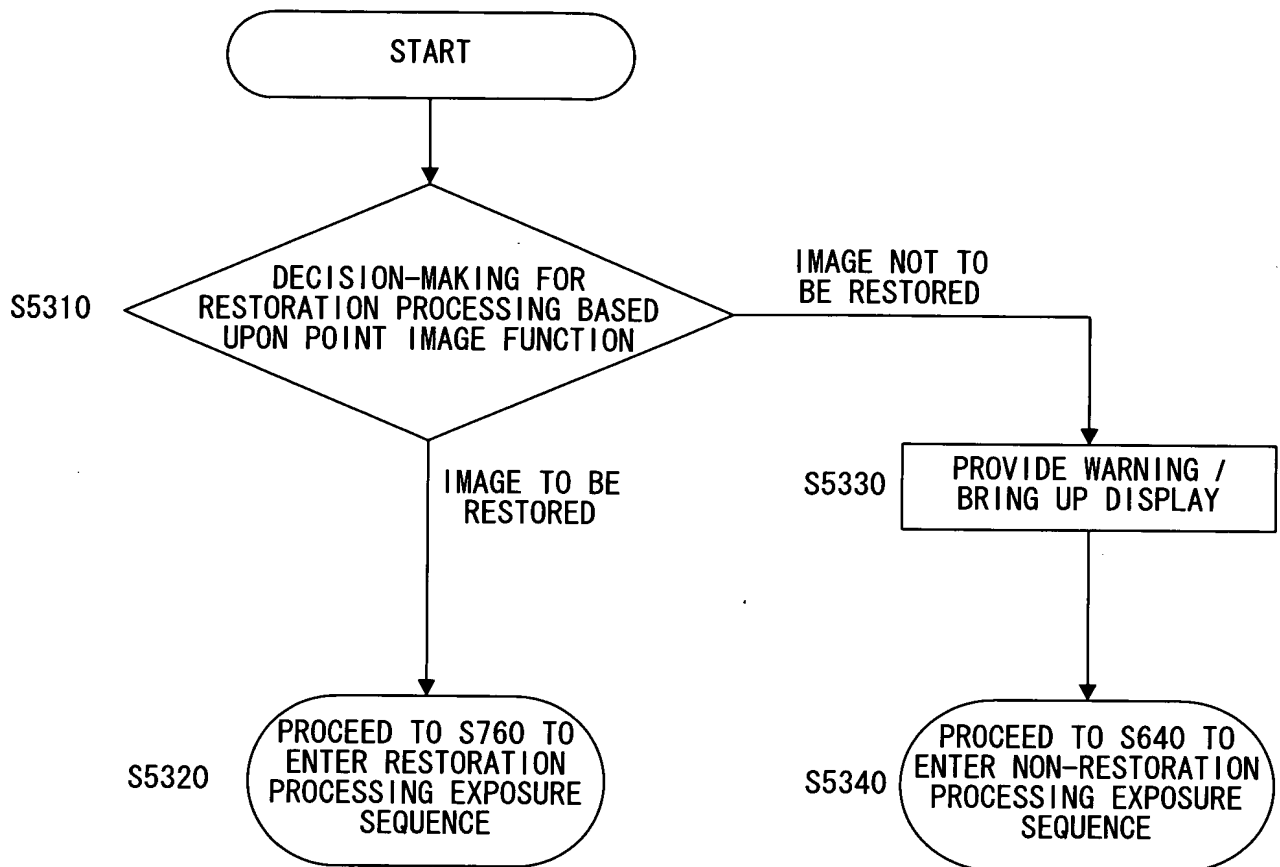 START
S5310
DECISION-MAKING FOR
RESTORATION PROCESSING BASED
UPON POINT IMAGE FUNCTION
IMAGE NOT TO
BE RESTORED
IMAGE TO BE
RESTORED
S5330
PROVIDE WARNING /
BRING UP DISPLAY
S5320
PROCEED TO S760 TO
ENTER RESTORATION
PROCESSING EXPOSURE
SEQUENCE
S5340
PROCEED TO S640 TO
ENTER NON-RESTORATION
PROCESSING EXPOSURE
SEQUENCE